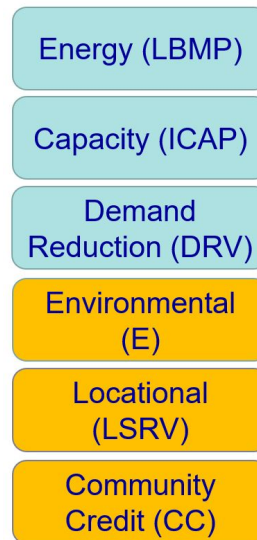 Energy (LBMP)
Capacity (ICAP)
Demand
Reduction (DRV)
Environmental
(E)
Locational
(LSRV)
Community
Credit (CC)